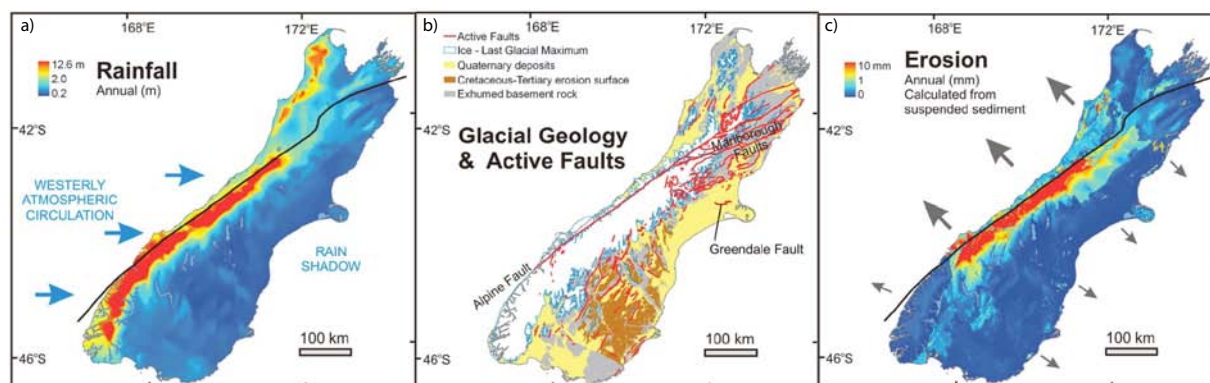 a)
168°E
172°E
12.6 m
2.0
0.2
Rainfall
Annual (m)
42°S
WESTERLY
ATMOSPHERIC
CIRCULATION
RAIN
SHADOW
100 km
46°S
b)
168°E
172°E
Active Faults
Ice - Last Glacial Maximum
Quaternary deposits
Cretaceous-Tertiary erosion surface
Exhumed basement rock
42°S
Glacial Geology
& Active Faults
Marlborough
Faults
Greendale Fault
Alpine Fault
100 km
46°S
c)
168°E
172°E
10 mm
1
0
Erosion
Annual (mm)
Calculated from
suspended sediment
42°S
100 km
46°S